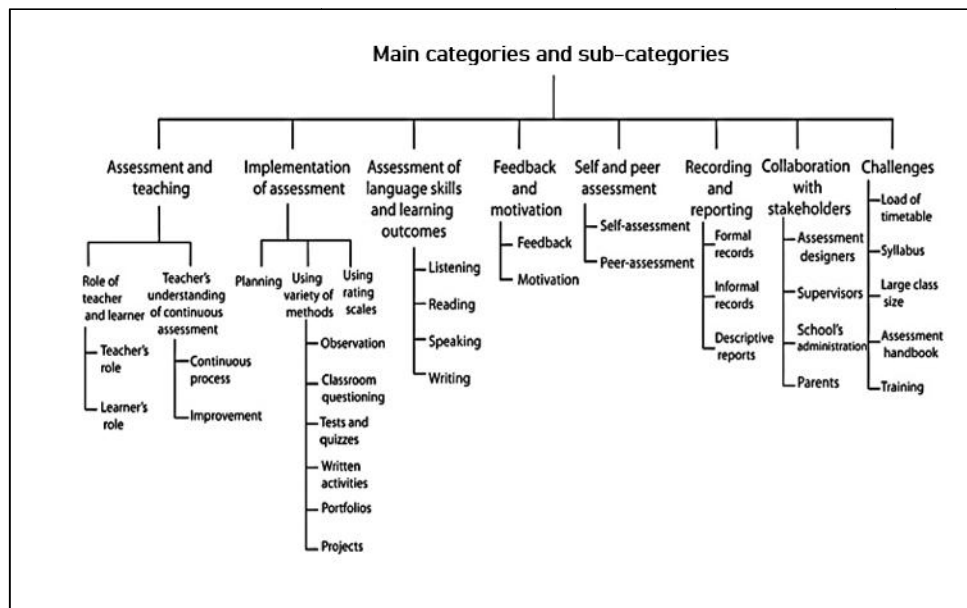 Main categories and sub-categories
Assessment and
teaching
Role of
teacher
and learner
Teacher's
role
Learner's
role
Teacher's
understanding
of continuous
assessment
Continuous
process
Improvement
Implementation
of assessment
Planning
Using
variety of
methods
Observation
Classroom
questioning
Tests and
quizzes
Written
activities
Portfolios
Projects
Using
rating
scales
Assessment of
language skills
and learning
outcomes
Listening
Reading
Speaking
Writing
Feedback
and
motivation
Feedback
Motivation
Self and peer
assessment
Self-assessment
Peer-assessment
Recording
and
reporting
Formal
records
Informal
records
Descriptive
reports
Collaboration
with
stakeholders
Assessment
designers
Supervisors
School's
administration
Parents
Challenges
Load of
timetable
Syllabus
Large class
size
Assessment
handbook
Training